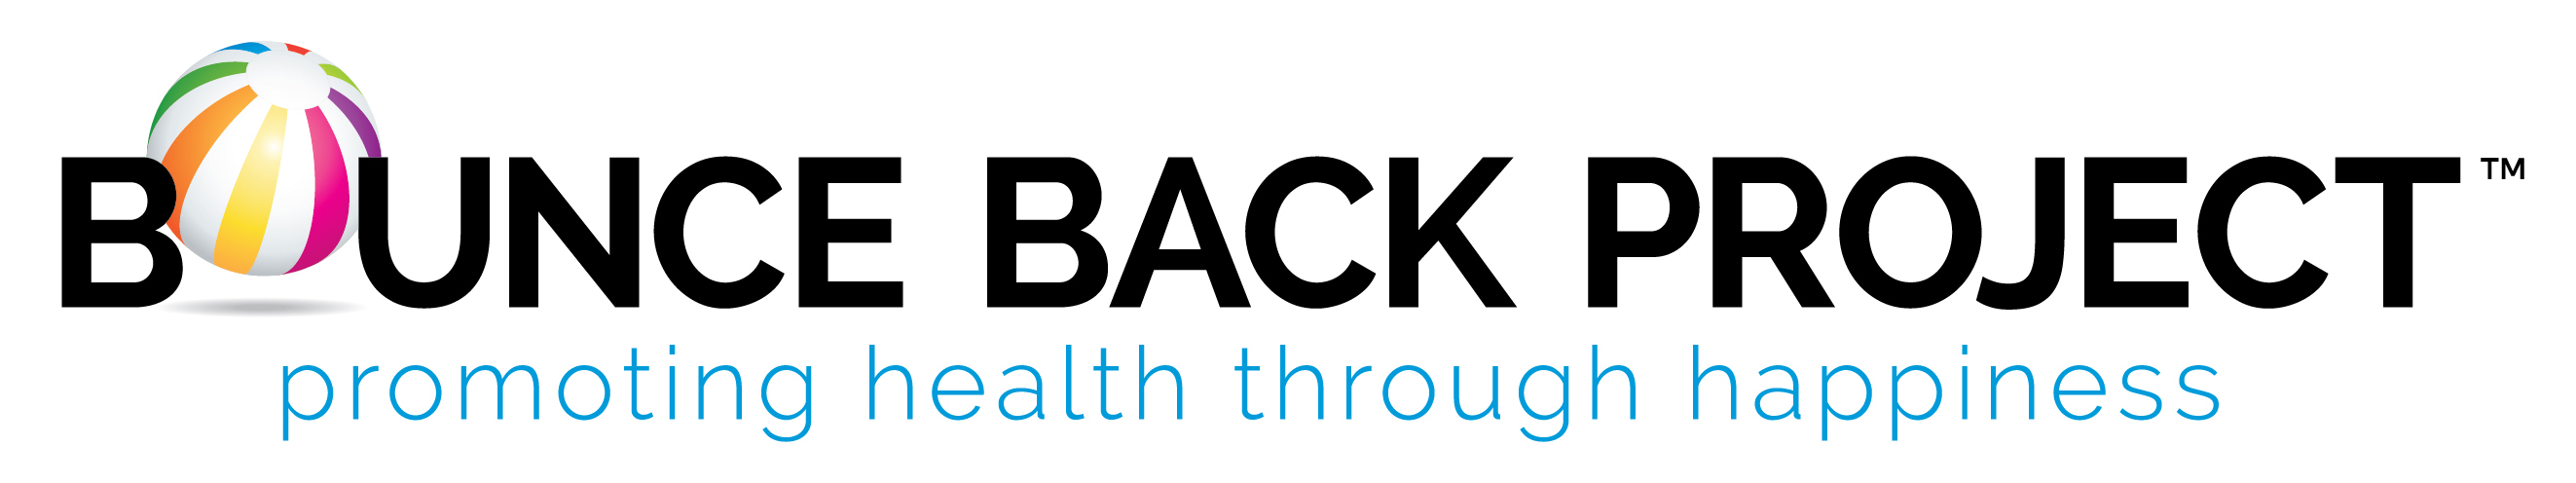 BOUNCE BACK PROJECT™
promoting health through happiness